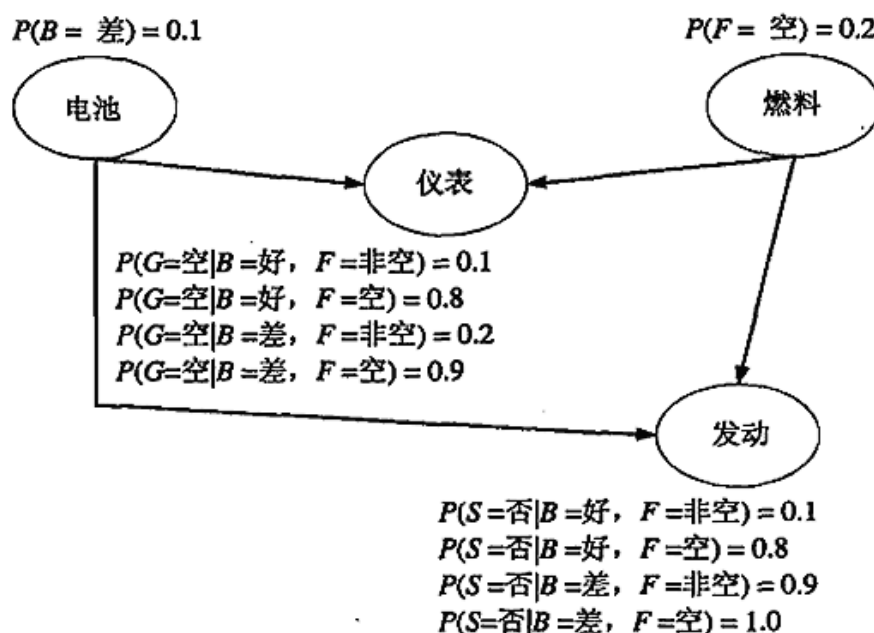 P(B = 差) = 0.1
P(F = 空) = 0.2
电池
燃料
仪表
P(G=空|B=好，F=非空) = 0.1
P(G=空|B=好，F=空) = 0.8
P(G=空|B=差，F=非空) = 0.2
P(G=空|B=差，F=空) = 0.9
发动
P(S=否|B=好，F=非空) = 0.1
P(S=否|B=好，F=空) = 0.8
P(S=否|B=差，F=非空) = 0.9
P(S=否|B=差，F=空) = 1.0